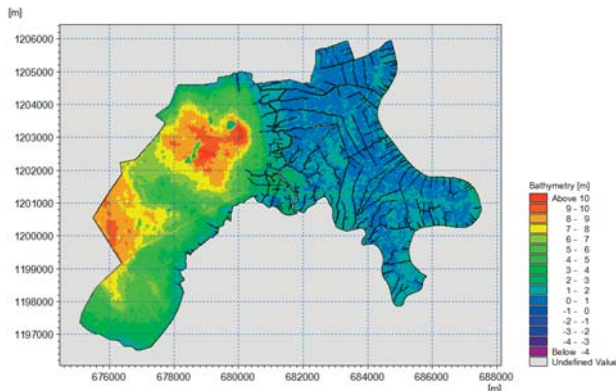 [m]
1206000
1205000
1204000
1203000
1202000
1201000
1200000
1199000
1198000
1197000
676000 678000 680000 682000 684000 686000 688000
[m]
Bathymetry [m]
Above 10
9 - 10
8 - 9
7 - 8
6 - 7
5 - 6
4 - 5
3 - 4
2 - 3
1 - 2
0 - 1
-1 - 0
-2 - -1
-3 - -2
-4 - -3
Below -4
Undefined Value